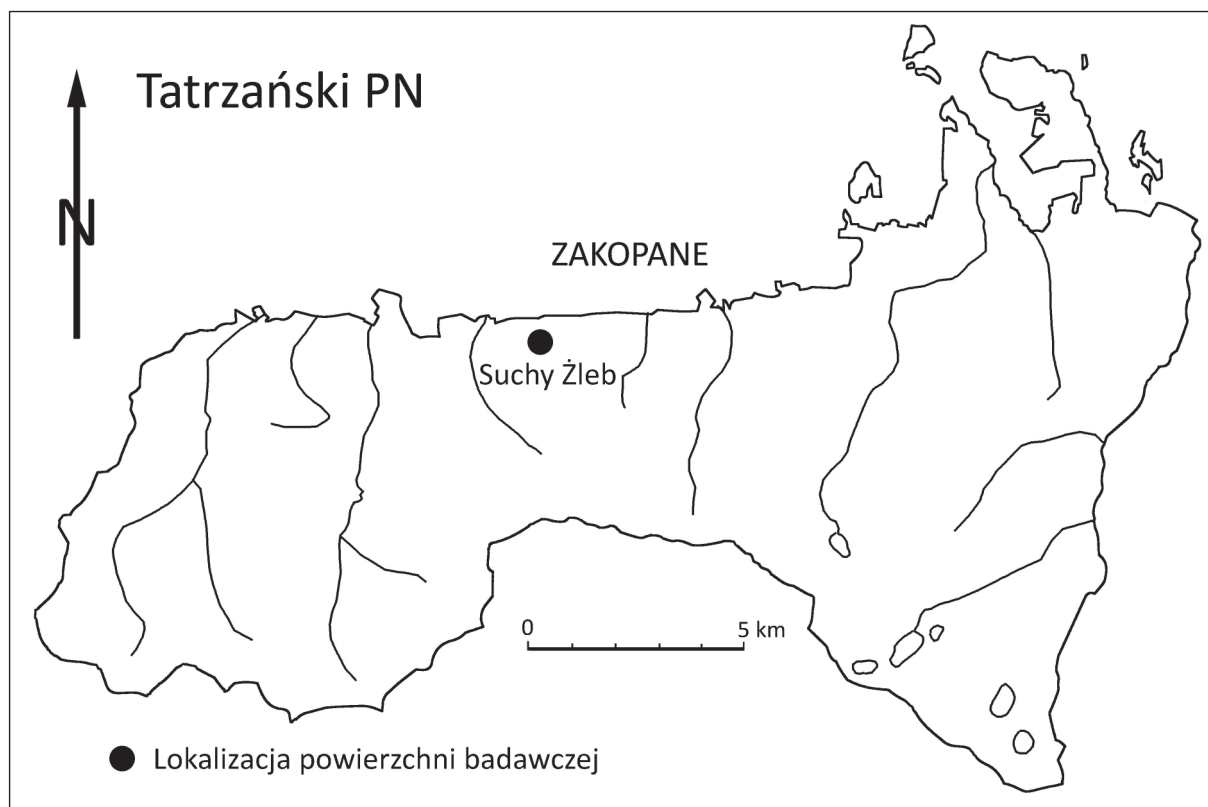 Tatrzański PN
N
ZAKOPANE
Suchy Żleb
0 5 km
Lokalizacja powierzchni badawczej